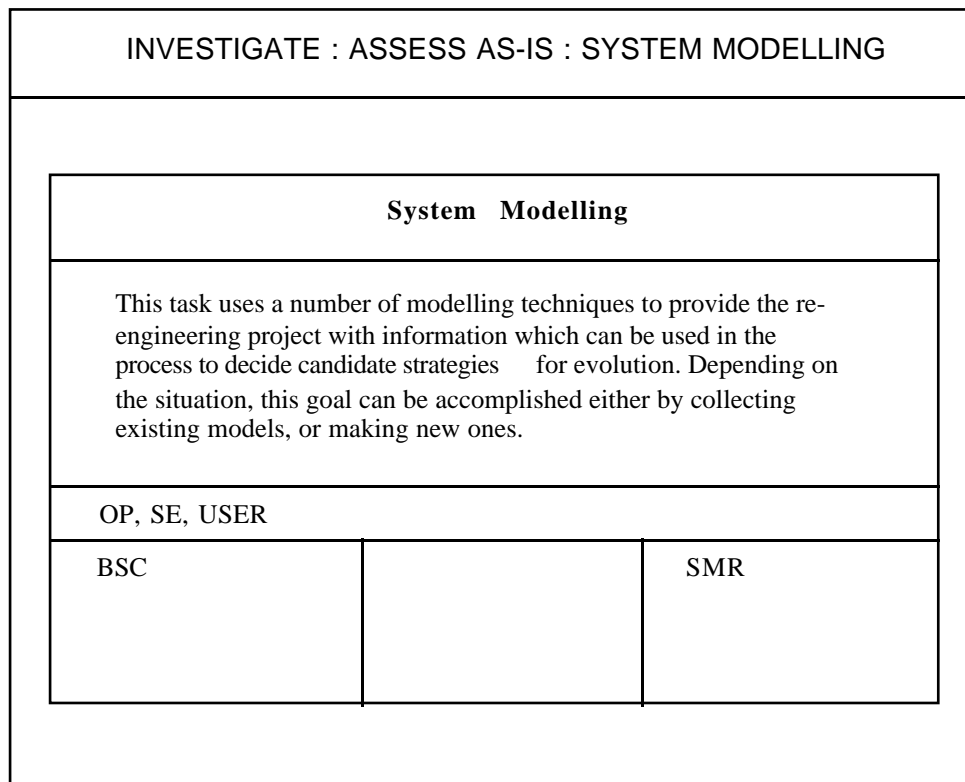 INVESTIGATE : ASSESS AS-IS : SYSTEM MODELLING
System Modelling
This task uses a number of modelling techniques to provide the re-
engineering project with information which can be used in the
process to decide candidate strategies for evolution. Depending on
the situation, this goal can be accomplished either by collecting
existing models, or making new ones.
OP, SE, USER
BSC
SMR